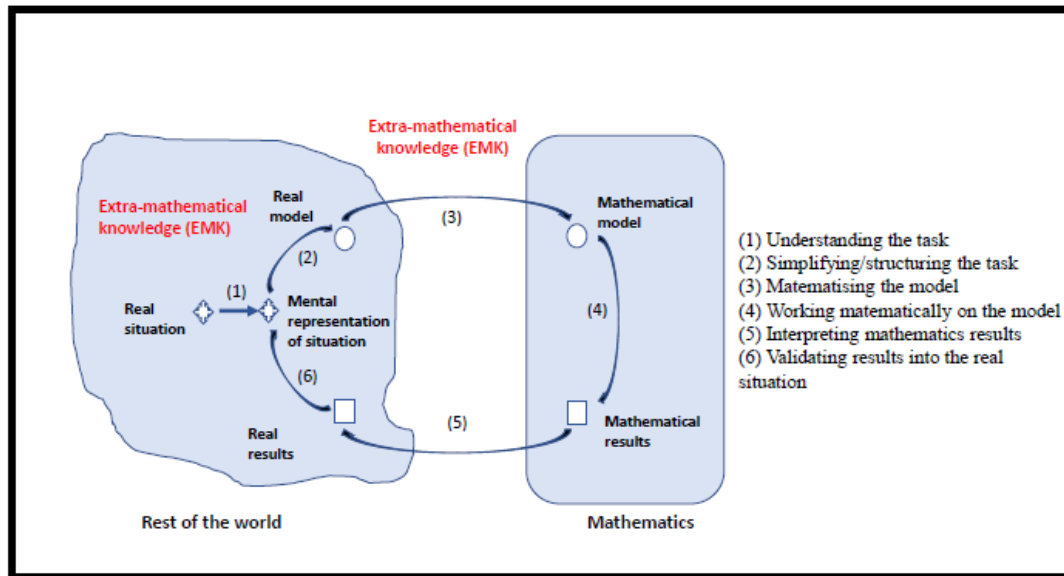 Extra-mathematical
knowledge (EMK)
Extra-mathematical
knowledge (EMK)
Real
model
(3)
Mathematical
model
(2)
(1)
Real
situation
Mental
representation
of situation
(4)
(6)
Real
results
(5)
Mathematical
results
Rest of the world
Mathematics
(1) Understanding the task
(2) Simplifying/structuring the task
(3) Matematising the model
(4) Working matematically on the model
(5) Interpreting mathematics results
(6) Validating results into the real
situation